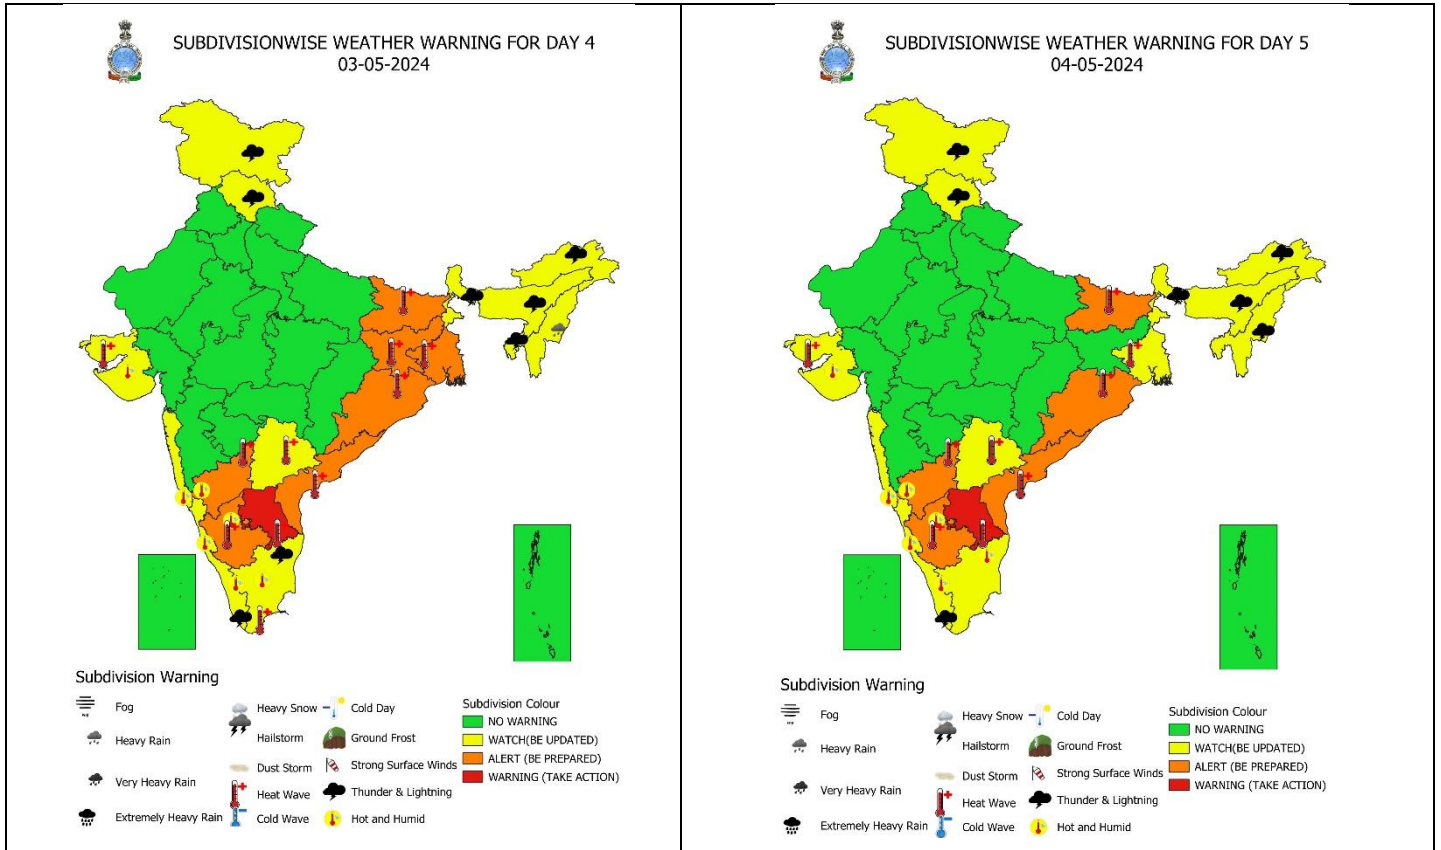 SUBDIVISIONWISE WEATHER WARNING FOR DAY 4
03-05-2024
Subdivision Warning
Fog
Heavy Rain
Very Heavy Rain
Extremely Heavy Rain
Heavy Snow
Hailstorm
Dust Storm
Heat Wave
Cold Wave
Cold Day
Ground Frost
Strong Surface Winds
Thunder & Lightning
Hot and Humid
Subdivision Colour
NO WARNING
WATCH(BE UPDATED)
ALERT (BE PREPARED)
WARNING (TAKE ACTION)
SUBDIVISIONWISE WEATHER WARNING FOR DAY 5
04-05-2024
Subdivision Warning
Fog
Heavy Rain
Very Heavy Rain
Extremely Heavy Rain
Heavy Snow
Hailstorm
Dust Storm
Heat Wave
Cold Wave
Cold Day
Ground Frost
Strong Surface Winds
Thunder & Lightning
Hot and Humid
Subdivision Colour
NO WARNING
WATCH(BE UPDATED)
ALERT (BE PREPARED)
WARNING (TAKE ACTION)